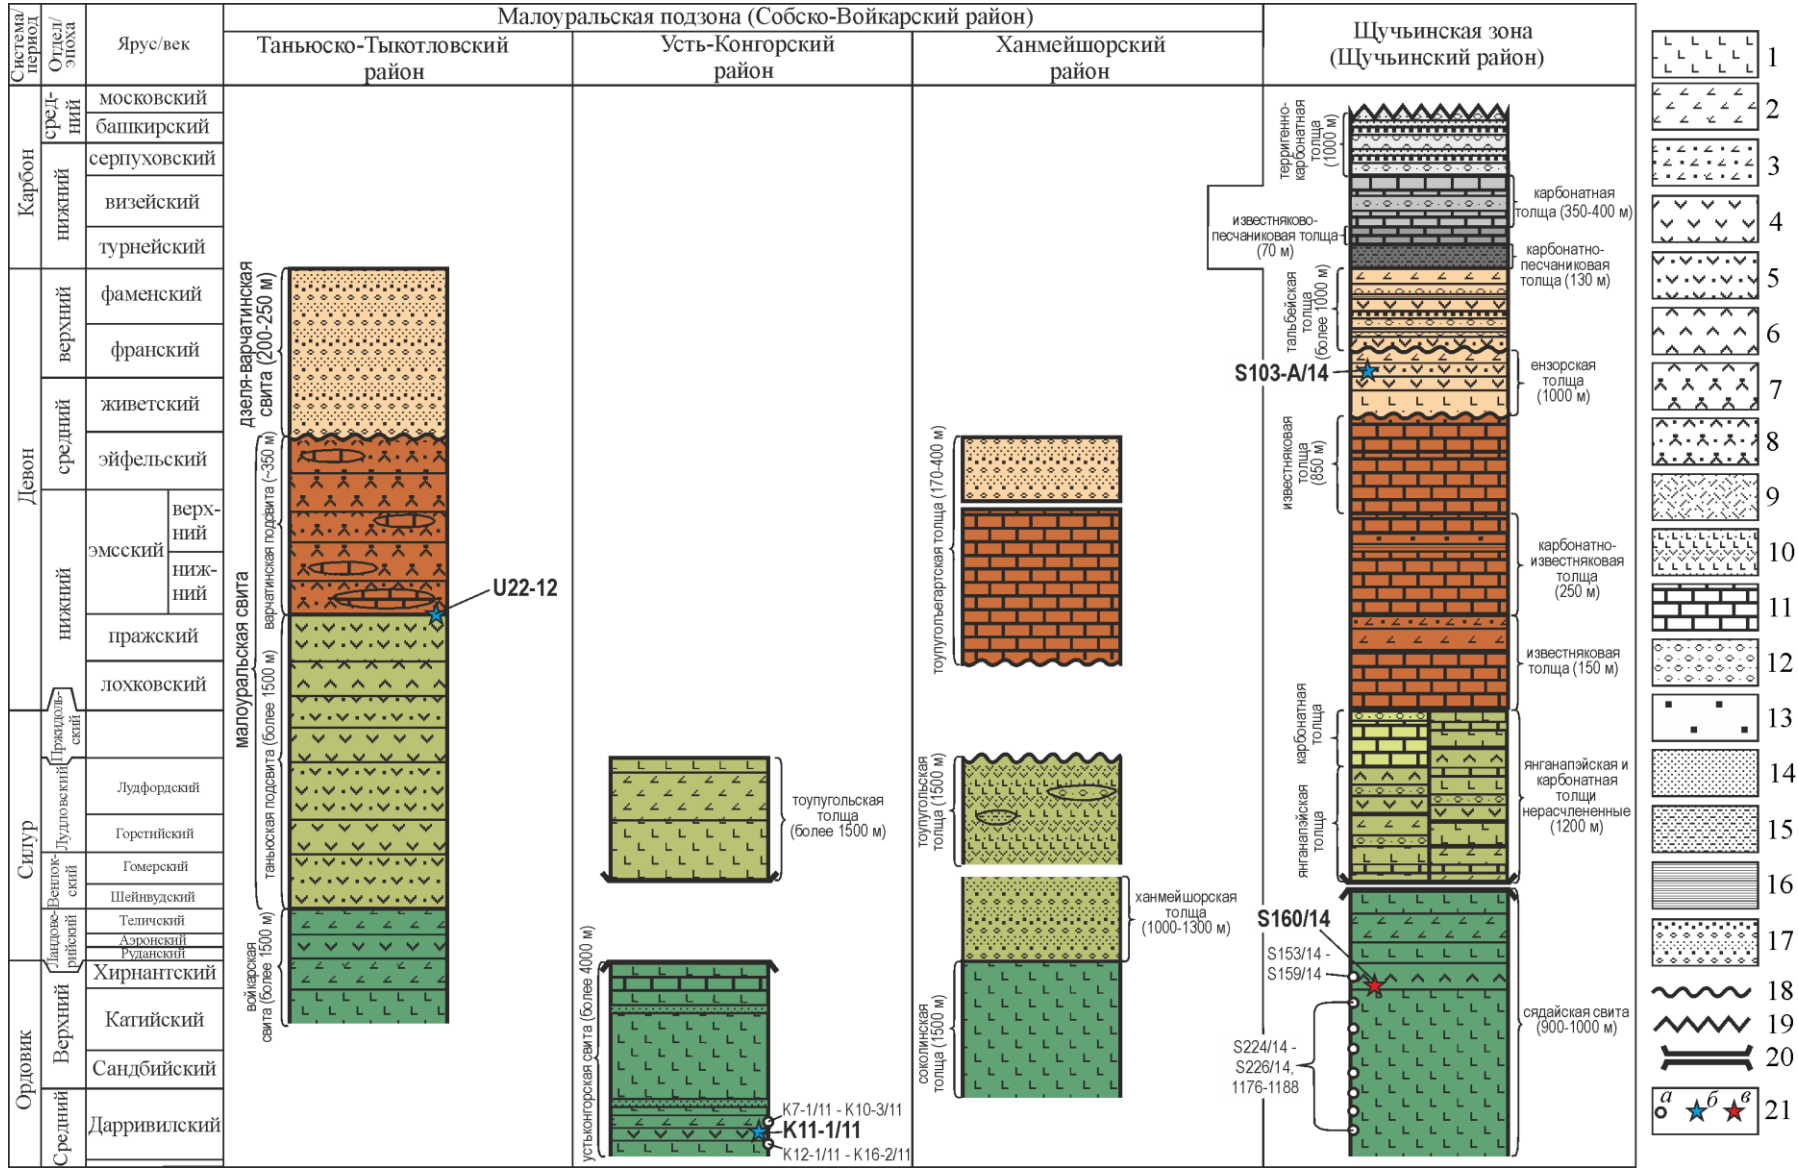 Система/
период
Отдел/
эпоха
Ярус/век
Малоуральская подзона (Собско-Войкарский район)
Таньюско-Тыкотловский
район
Усть-Конгорский
район
Ханмейшорский
район
Щучьинская зона
(Щучьинский район)
Карбон
Девон
Силур
Ордовик
сред-
ний
нижний
верхний
средний
нижний
Пржидоль-
ский
Лудловский
Венлок-
ский
Ландове-
рийский
Верхний
Средний
московский
башкирский
серпуховский
визейский
турнейский
фаменский
франский
живетский
эйфельский
эмсский
верх-
ний
ниж-
ний
пражский
лохковский
Лудфордский
Горстийский
Гомерский
Шейнвудский
Теличский
Аэронский
Руданский
Хирнантский
Катийский
Сандбийский
Дарривилский
дзеля-варчатинская
свита (200-250 м)
малоуральская свита
варчатинская подсвита (~350 м)
таньюская подсвита (более 1500 м)
войкарская
свита (более 1500 м)
U22-12
тоупугольская
толща
(более 1500 м)
устьконгорская свита (более 4000 м)
K7-1/11 - K10-3/11
K11-1/11
K12-1/11 - K16-2/11
тоупугольегартская толща (170-400 м)
тоупугольская
толща (1500 м)
ханмейшорская
толща
(1000-1300 м)
соколинская
толща (1500 м)
терригенно-
карбонатная
толща
(1000 м)
карбонатная
толща (350-400 м)
известняково-
песчаниковая толща
(70 м)
карбонатно-
песчаниковая
толща (130 м)
тальбейская
толща
(более 1000 м)
S103-A/14
ензорская
толща
(1000 м)
известняковая
толща
(850 м)
карбонатно-
известняковая
толща
(250 м)
известняковая
толща (150 м)
карбонатная
толща
янганапэйская
толща
янганапэйская и
карбонатная
толщи
нерасчлененные
(1200 м)
S160/14
S153/14 -
S159/14
S224/14 -
S226/14,
1176-1188
сядайская свита
(900-1000 м)
1
2
3
4
5
6
7
8
9
10
11
12
13
14
15
16
17
18
19
20
а б в 21